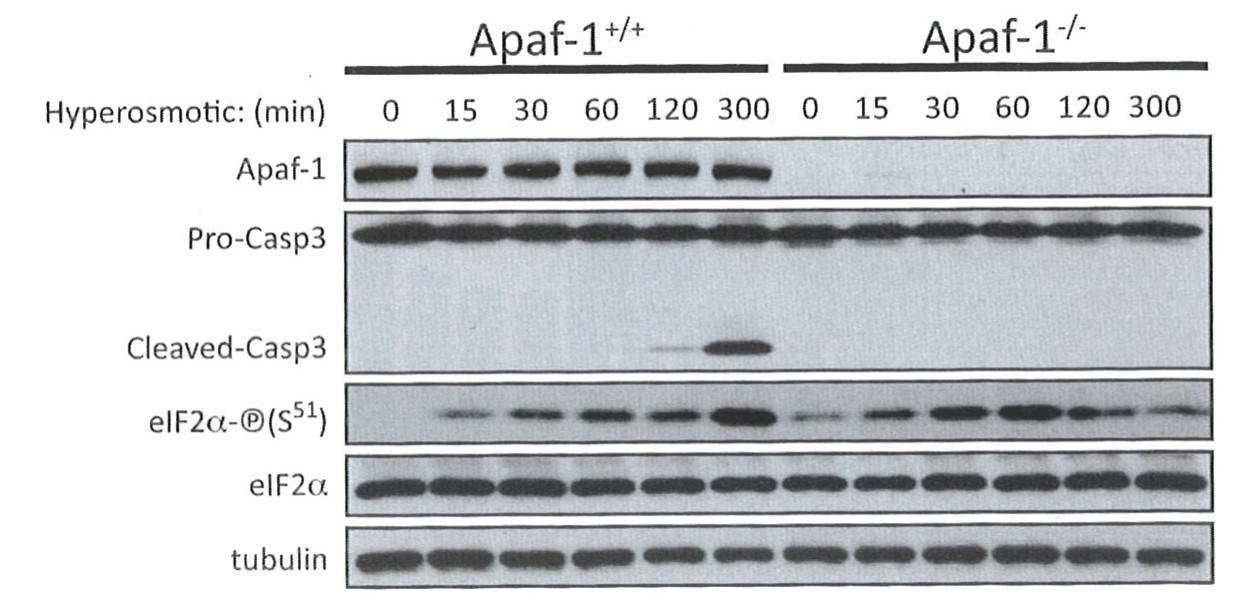 Apaf-1+/+ Apaf-1-/-
Hyperosmotic: (min) 0 15 30 60 120 300 0 15 30 60 120 300
Apaf-1
Pro-Casp3
Cleaved-Casp3
eIF2α-Ⓟ(S51)
eIF2α
tubulin